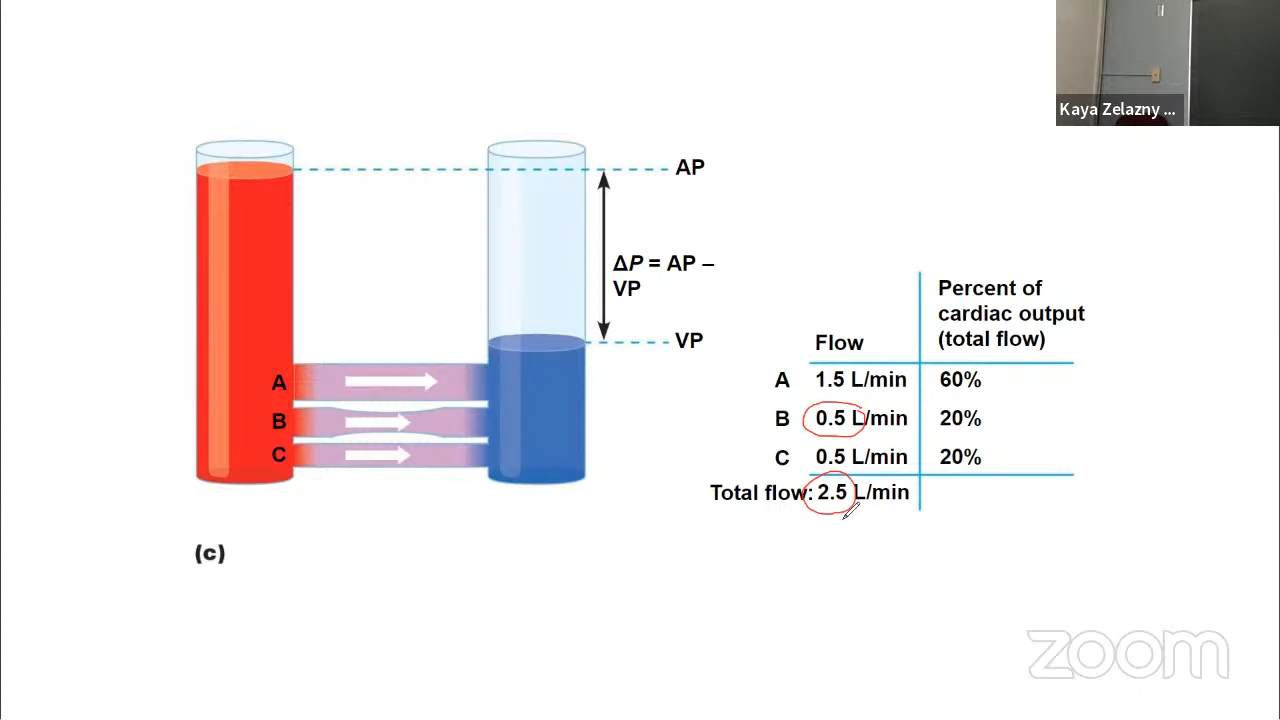 Kaya Zelazny ...
AP
ΔP = AP –
VP
VP
A
B
C
Percent of
cardiac output
(total flow)
Flow
A 1.5 L/min 60%
B 0.5 L/min 20%
C 0.5 L/min 20%
Total flow: 2.5 L/min
(c)
zoom